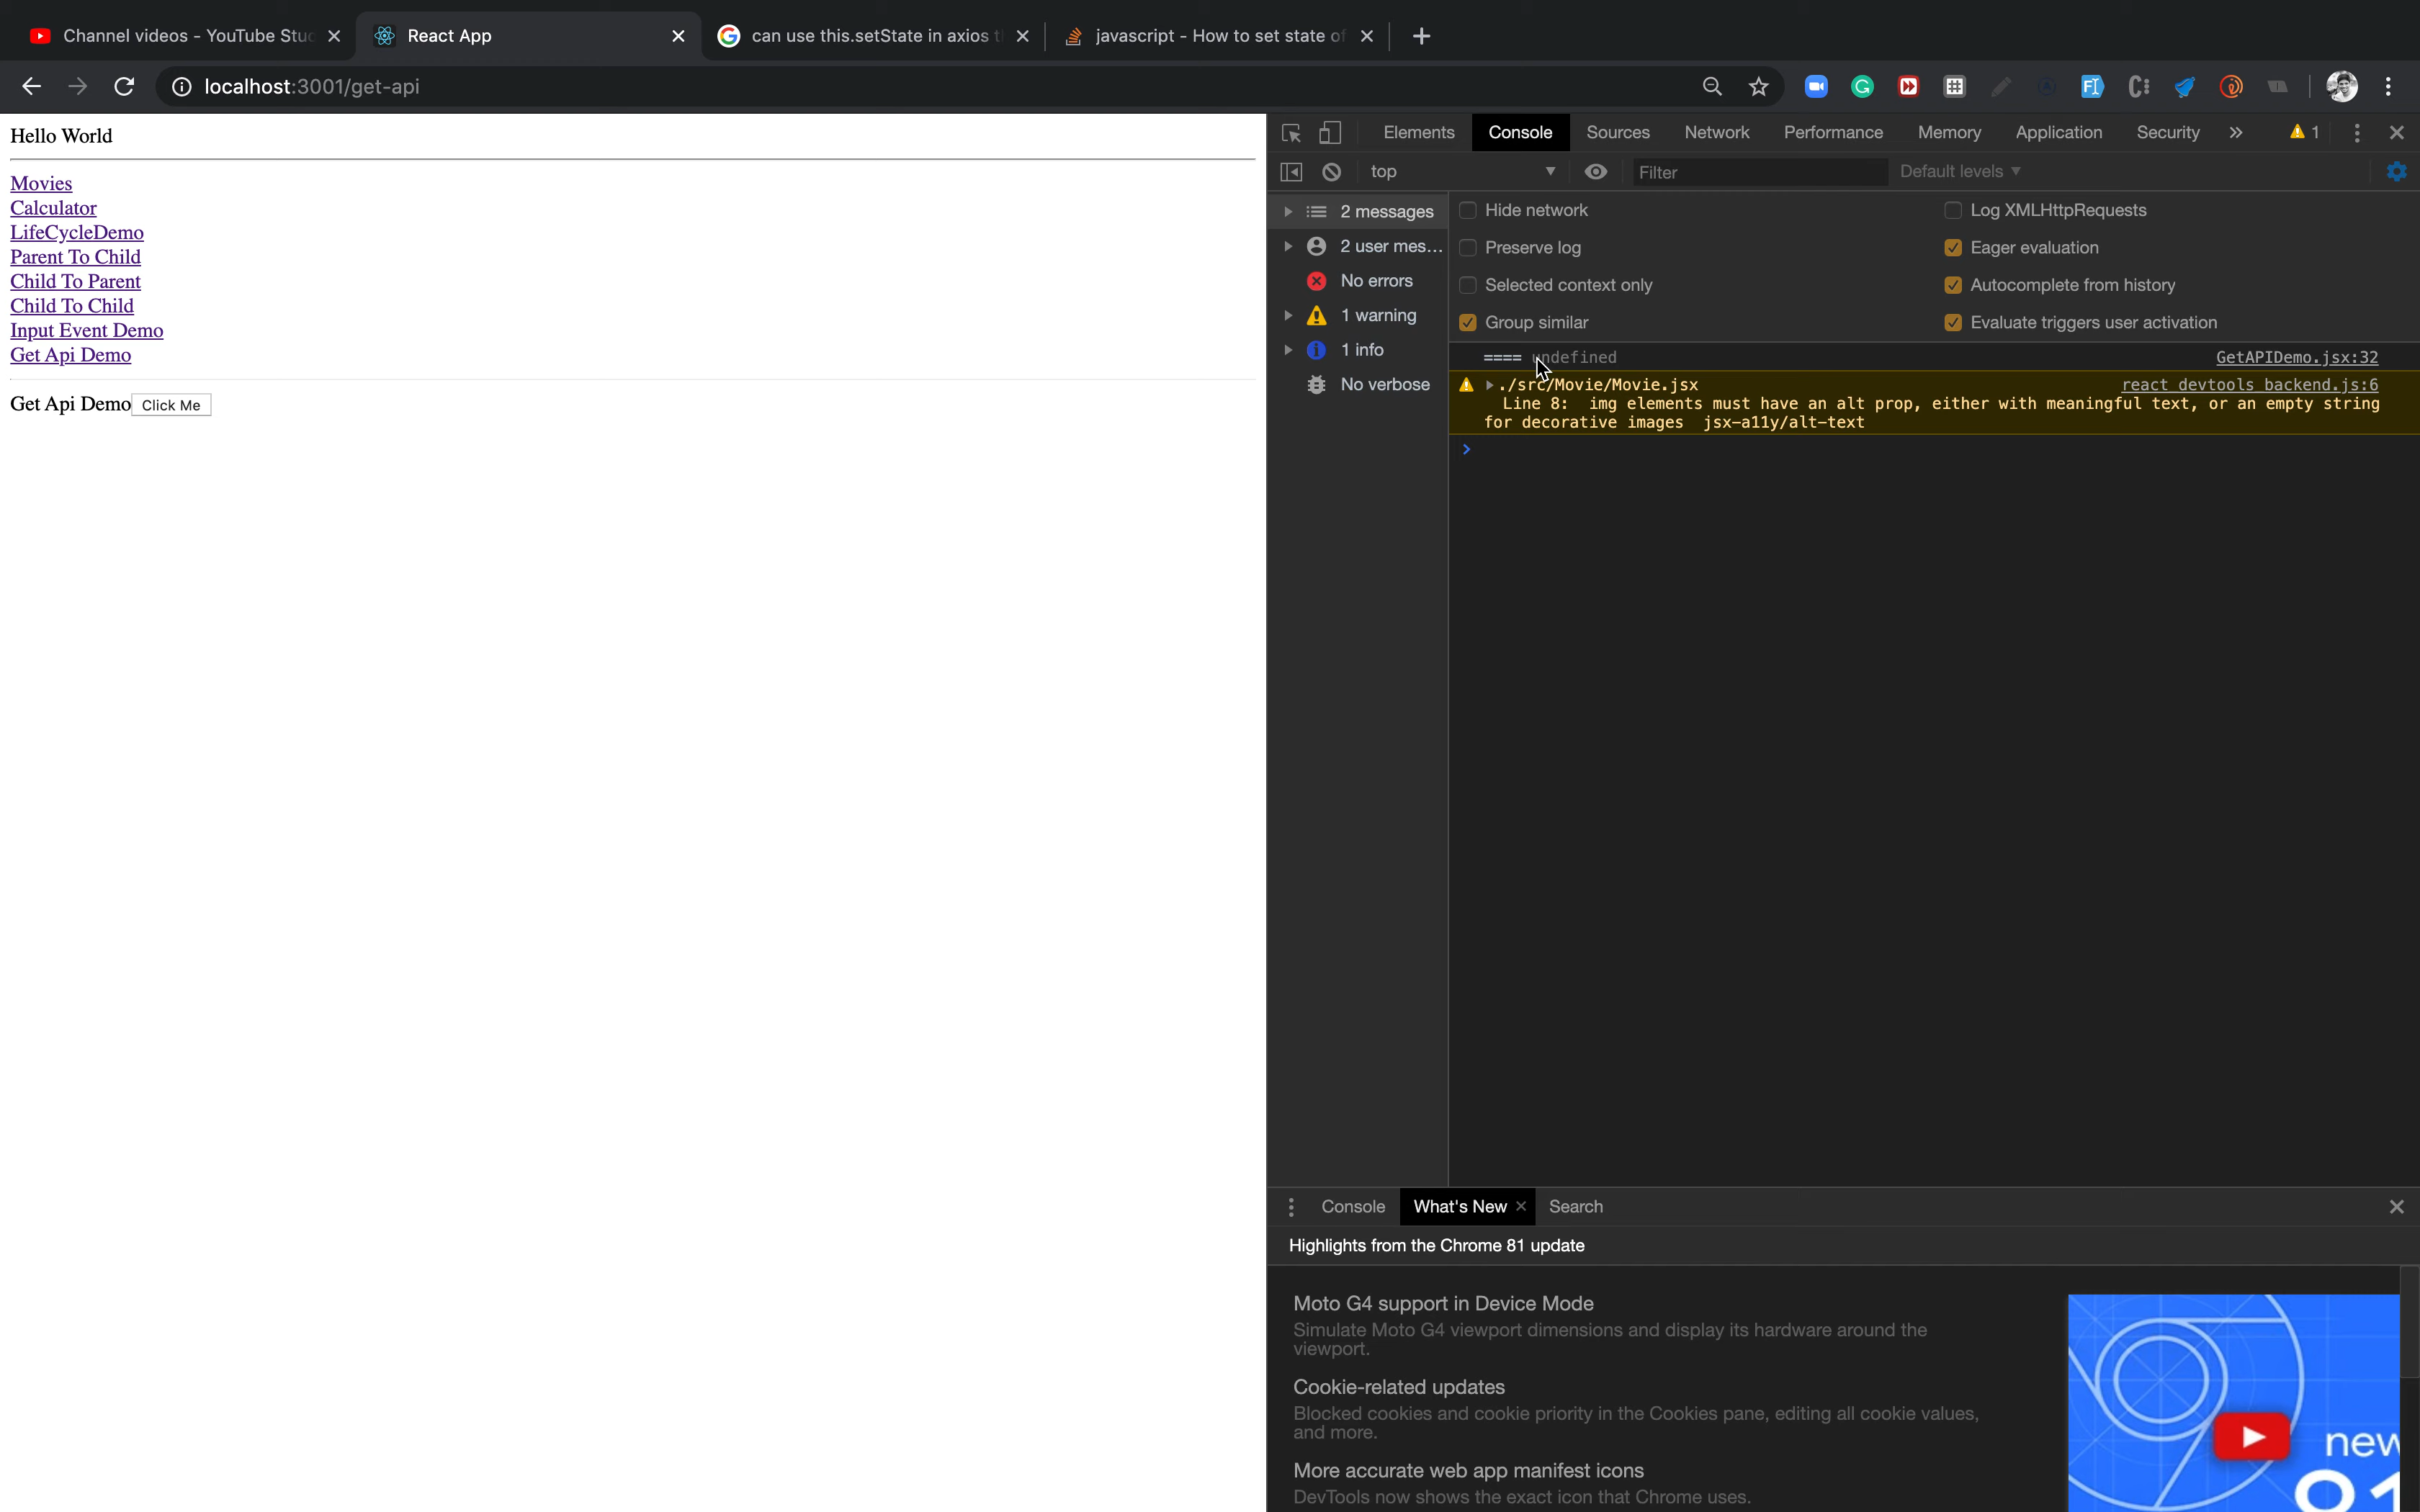 Channel videos - YouTube Stu
React App
can use this.setState in axios t
javascript - How to set state of
localhost:3001/get-api
Hello World
Movies
Calculator
LifeCycleDemo
Parent To Child
Child To Parent
Child To Child
Input Event Demo
Get Api Demo
Get Api Demo Click Me
Elements Console Sources Network Performance Memory Application Security » 1
top Filter Default levels
2 messages
2 user mes...
No errors
1 warning
1 info
No verbose
Hide network Log XMLHttpRequests
Preserve log Eager evaluation
Selected context only Autocomplete from history
Group similar Evaluate triggers user activation
==== undefined GetAPIDemo.jsx:32
./src/Movie/Movie.jsx react_devtools_backend.js:6
Line 8: img elements must have an alt prop, either with meaningful text, or an empty string
for decorative images jsx-a11y/alt-text
Console What's New Search
Highlights from the Chrome 81 update
Moto G4 support in Device Mode
Simulate Moto G4 viewport dimensions and display its hardware around the
viewport.
Cookie-related updates
Blocked cookies and cookie priority in the Cookies pane, editing all cookie values,
and more.
More accurate web app manifest icons
DevTools now shows the exact icon that Chrome uses.
new